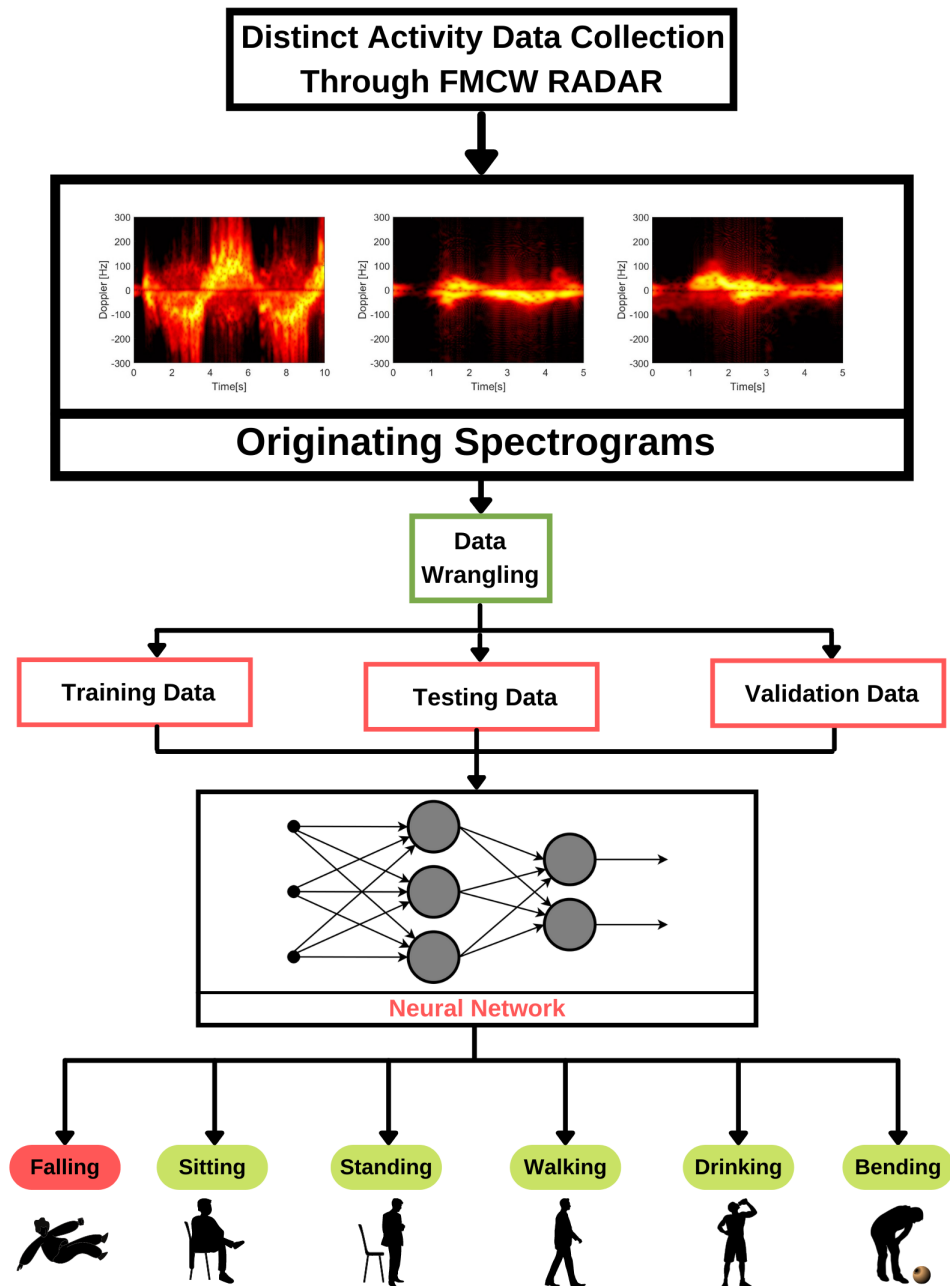 Distinct Activity Data Collection
Through FMCW RADAR
300
200
100
0
-100
-200
-300
Doppler [Hz]
0 2 4 6 8 10
Time[s]
300
200
100
0
-100
-200
-300
Doppler [Hz]
0 1 2 3 4 5
Time[s]
300
200
100
0
-100
-200
-300
Doppler [Hz]
0 1 2 3 4 5
Time[s]
Originating Spectrograms
Data
Wrangling
Training Data
Testing Data
Validation Data
Neural Network
Falling
Sitting
Standing
Walking
Drinking
Bending